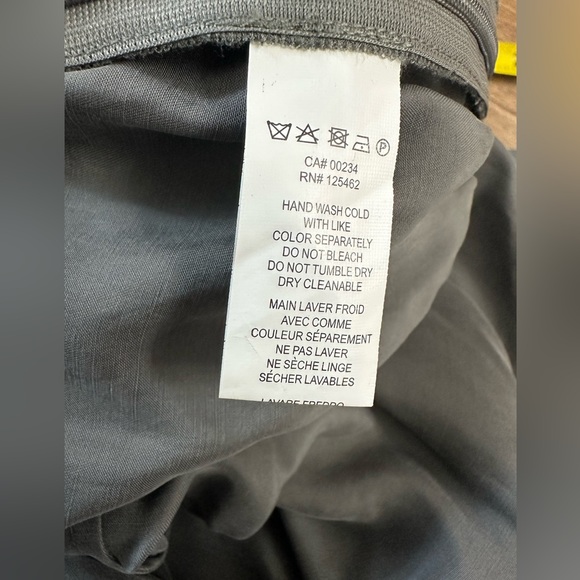 CA# 00234
RN# 125462
HAND WASH COLD
WITH LIKE
COLOR SEPARATELY
DO NOT BLEACH
DO NOT TUMBLE DRY
DRY CLEANABLE
MAIN LAVER FROID
AVEC COMME
COULEUR SÉPAREMENT
NE PAS LAVER
NE SÈCHE LINGE
SÉCHER LAVABLES